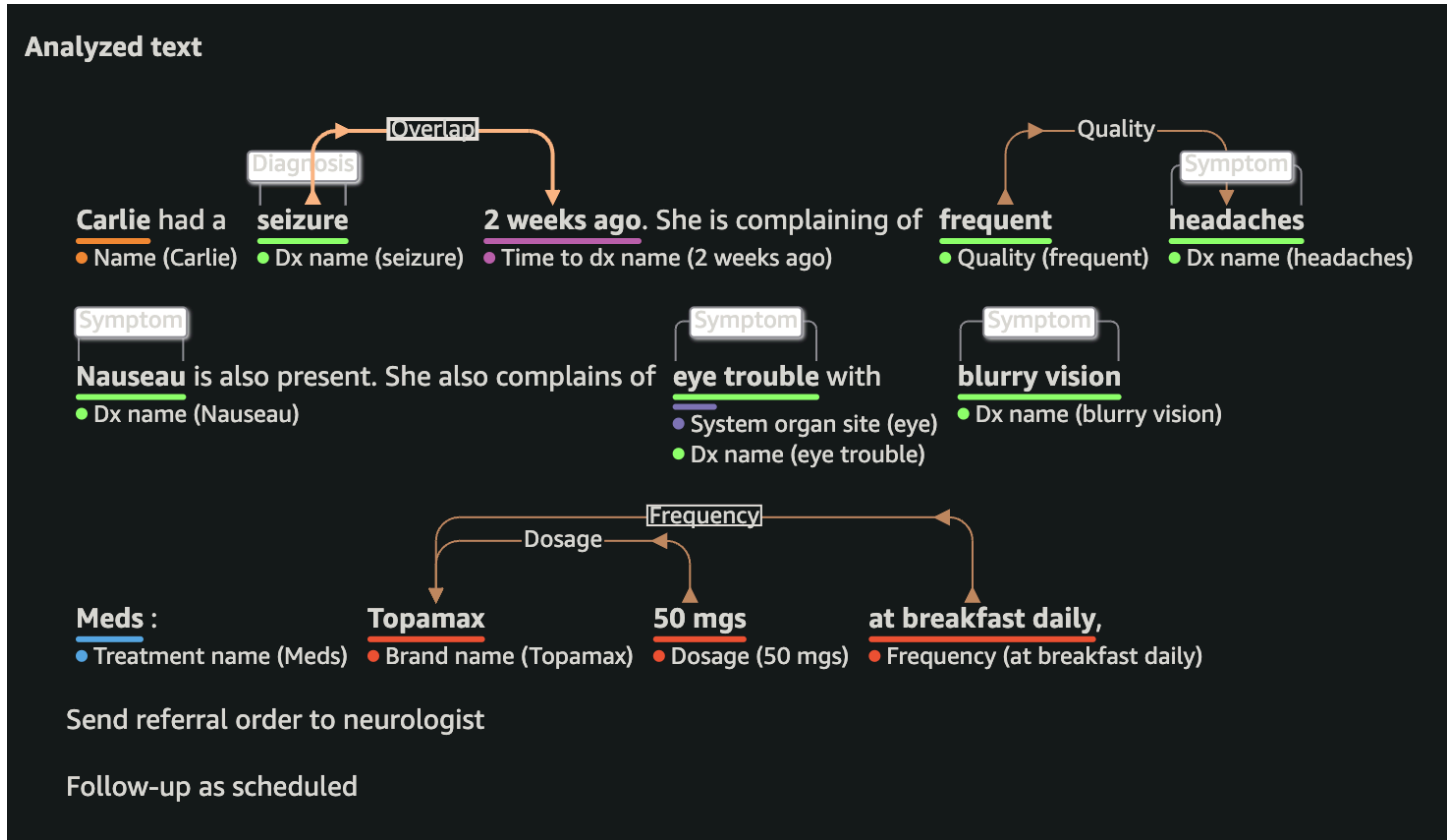 Analyzed text
Overlap
Quality
Diagnosis
Symptom
Carlie had a seizure 2 weeks ago. She is complaining of frequent headaches
Name (Carlie) Dx name (seizure) Time to dx name (2 weeks ago) Quality (frequent) Dx name (headaches)
Symptom Symptom Symptom
Nauseau is also present. She also complains of eye trouble with blurry vision
Dx name (Nauseau) System organ site (eye) Dx name (blurry vision)
Dx name (eye trouble)
Frequency
Dosage
Meds : Topamax 50 mgs at breakfast daily,
Treatment name (Meds) Brand name (Topamax) Dosage (50 mgs) Frequency (at breakfast daily)
Send referral order to neurologist
Follow-up as scheduled